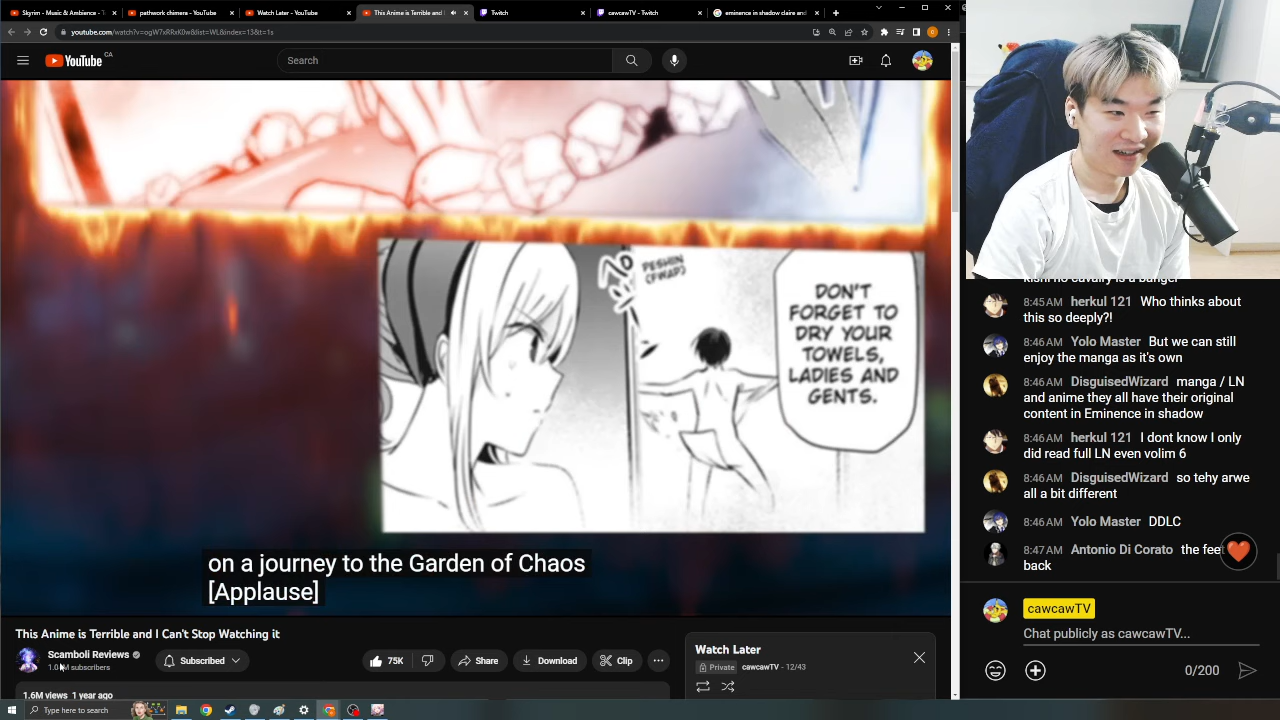 Skyrim - Music & Ambience - 
pathwork chimera - YouTube
Watch Later - YouTube
This Anime is Terrible and I
Twitch
cawcawTV - Twitch
eminence in shadow claire and
youtube.com/watch?v=ogW7xRRxK0w&list=WL&index=13&t=1s
YouTube CA
Search
PESHIN
(FWAP)
DON'T
FORGET TO
DRY YOUR
TOWELS,
LADIES AND
GENTS.
on a journey to the Garden of Chaos
[Applause]
This Anime is Terrible and I Can't Stop Watching it
Scamboli Reviews
subscribers
Subscribed
75K
Share
Download
Clip
1.6M views 1 year ago
Watch Later
Private cawcawTV - 12/43
8:45 AM herkul 121 Who thinks about
this so deeply?!
8:46 AM Yolo Master But we can still
enjoy the manga as it's own
8:46 AM DisguisedWizard manga / LN
and anime they all have their original
content in Eminence in shadow
8:46 AM herkul 121 I dont know I only
did read full LN even volim 6
8:46 AM DisguisedWizard so tehy arwe
all a bit different
8:46 AM Yolo Master DDLC
8:47 AM Antonio Di Corato the feet
back
cawcawTV
Chat publicly as cawcawTV...
0/200
Type here to search